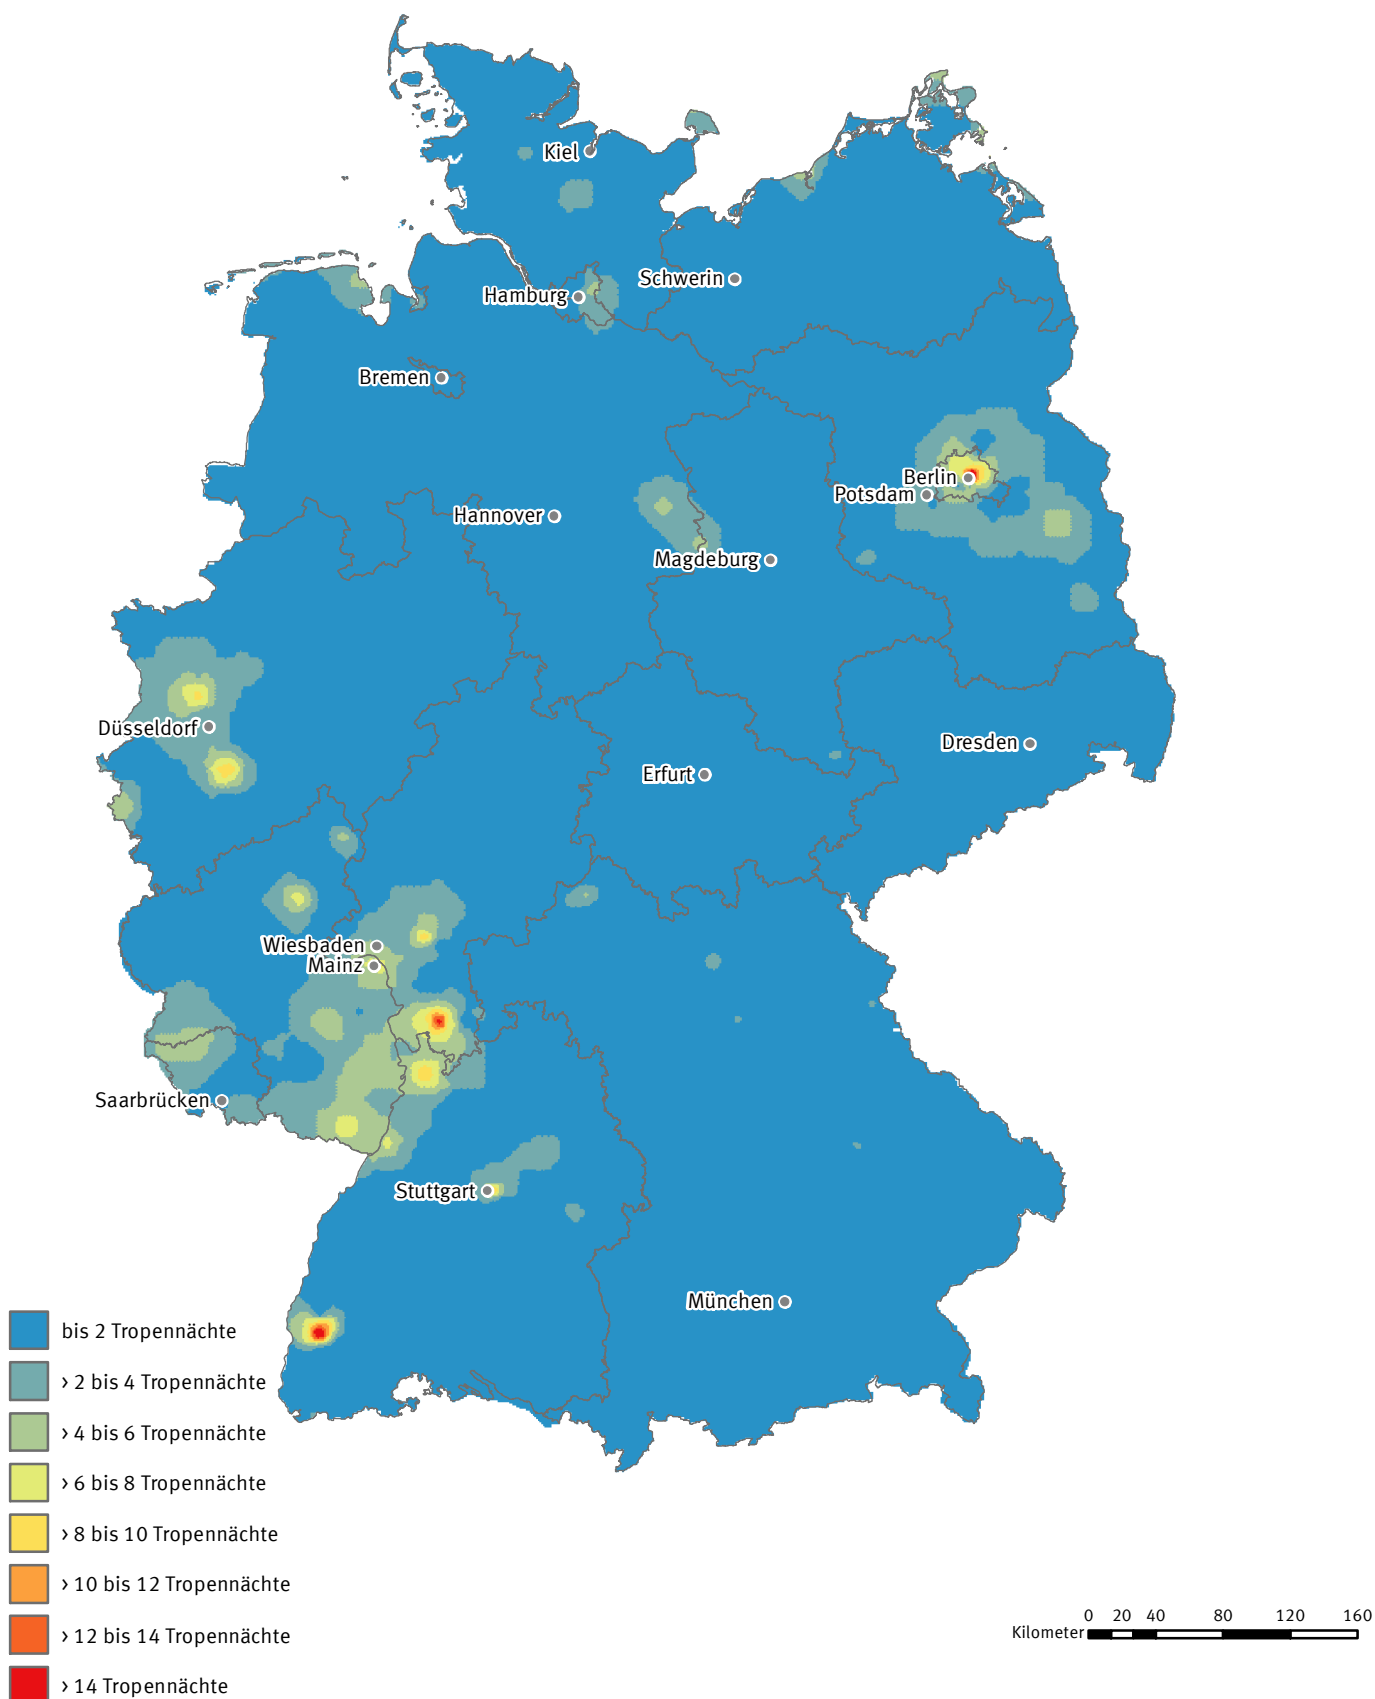 Kiel
Schwerin
Hamburg
Bremen
Berlin
Potsdam
Hannover
Magdeburg
Düsseldorf
Dresden
Erfurt
Wiesbaden
Mainz
Saarbrücken
Stuttgart
München
bis 2 Tropennächte
> 2 bis 4 Tropennächte
> 4 bis 6 Tropennächte
> 6 bis 8 Tropennächte
> 8 bis 10 Tropennächte
> 10 bis 12 Tropennächte
> 12 bis 14 Tropennächte
> 14 Tropennächte
0 20 40 80 120 160
Kilometer